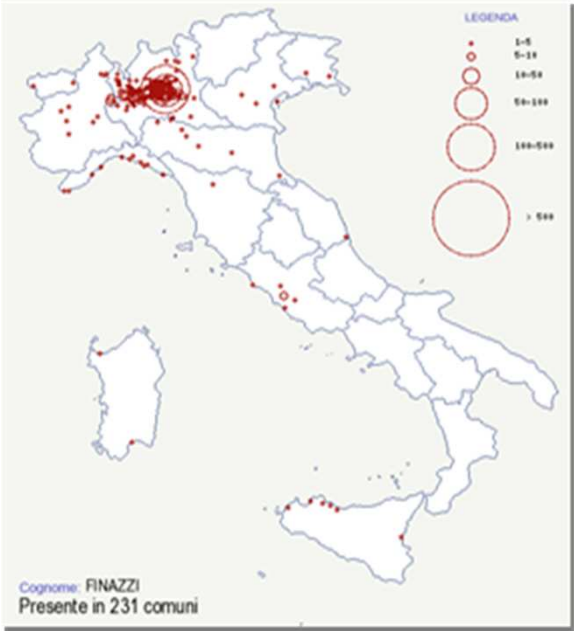 LEGENDA
1-5
5-10
10-50
50-100
100-500
> 500
Cognome: FINAZZI
Presente in 231 comuni